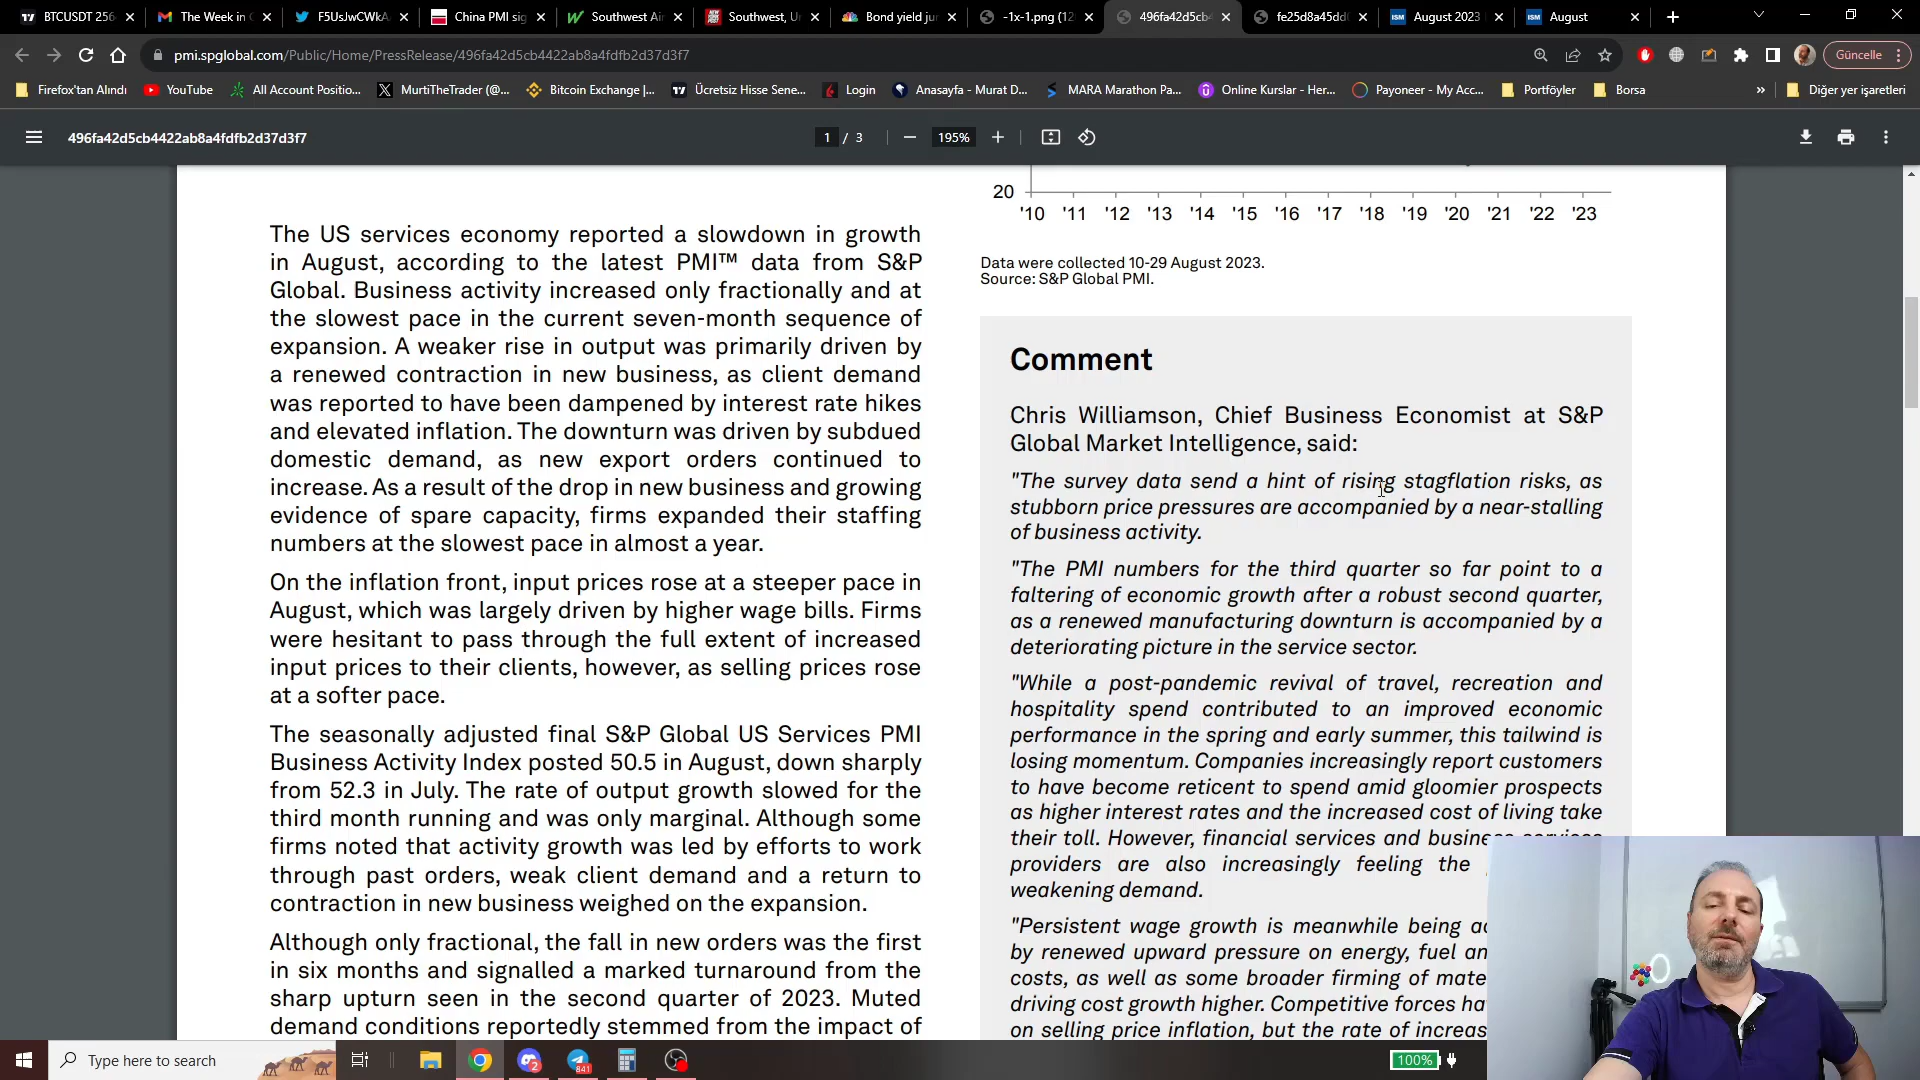 BTCUSDT 256
The Week in C
F5UsJwCWkA
China PMI sig
Southwest Air
Southwest, U
Bond yield ju
-1x-1.png (12
496fa42d5cb4
fe25d8a45dd
August 2023
August
pmi.spglobal.com/Public/Home/PressRelease/496fa42d5cb4422ab8a4fdfb2d37d3f7
Güncelle
Firefox'tan Alındı
YouTube
All Account Positio...
MurtiTheTrader (@...
Bitcoin Exchange |...
Ücretsiz Hisse Sene...
Login
Anasayfa - Murat D...
MARA Marathon Pa...
Online Kurslar - Her...
Payoneer - My Acc...
Portföyler
Borsa
»
Diğer yer işaretleri
496fa42d5cb4422ab8a4fdfb2d37d3f7
1 / 3
195%
The US services economy reported a slowdown in growth
in August, according to the latest PMI™ data from S&P
Global. Business activity increased only fractionally and at
the slowest pace in the current seven-month sequence of
expansion. A weaker rise in output was primarily driven by
a renewed contraction in new business, as client demand
was reported to have been dampened by interest rate hikes
and elevated inflation. The downturn was driven by subdued
domestic demand, as new export orders continued to
increase. As a result of the drop in new business and growing
evidence of spare capacity, firms expanded their staffing
numbers at the slowest pace in almost a year.
On the inflation front, input prices rose at a steeper pace in
August, which was largely driven by higher wage bills. Firms
were hesitant to pass through the full extent of increased
input prices to their clients, however, as selling prices rose
at a softer pace.
The seasonally adjusted final S&P Global US Services PMI
Business Activity Index posted 50.5 in August, down sharply
from 52.3 in July. The rate of output growth slowed for the
third month running and was only marginal. Although some
firms noted that activity growth was led by efforts to work
through past orders, weak client demand and a return to
contraction in new business weighed on the expansion.
Although only fractional, the fall in new orders was the first
in six months and signalled a marked turnaround from the
sharp upturn seen in the second quarter of 2023. Muted
demand conditions reportedly stemmed from the impact of
20
'10 '11 '12 '13 '14 '15 '16 '17 '18 '19 '20 '21 '22 '23
Data were collected 10-29 August 2023.
Source: S&P Global PMI.
Comment
Chris Williamson, Chief Business Economist at S&P
Global Market Intelligence, said:
"The survey data send a hint of rising stagflation risks, as
stubborn price pressures are accompanied by a near-stalling
of business activity.
"The PMI numbers for the third quarter so far point to a
faltering of economic growth after a robust second quarter,
as a renewed manufacturing downturn is accompanied by a
deteriorating picture in the service sector.
"While a post-pandemic revival of travel, recreation and
hospitality spend contributed to an improved economic
performance in the spring and early summer, this tailwind is
losing momentum. Companies increasingly report customers
to have become reticent to spend amid gloomier prospects
as higher interest rates and the increased cost of living take
their toll. However, financial services and business services
providers are also increasingly feeling the
weakening demand.
"Persistent wage growth is meanwhile being
by renewed upward pressure on energy, fuel
costs, as well as some broader firming of
driving cost growth higher. Competitive forces
on selling price inflation, but the rate of
Type here to search
2
841
100%